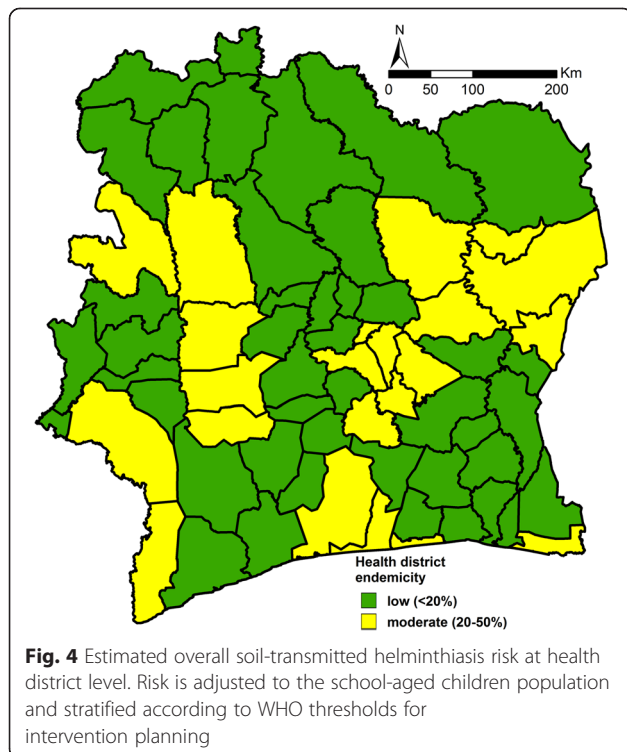 N
Km
0 50 100 200
Health district
endemicity
low (<20%)
moderate (20-50%)
Fig. 4 Estimated overall soil-transmitted helminthiasis risk at health
district level. Risk is adjusted to the school-aged children population
and stratified according to WHO thresholds for
intervention planning